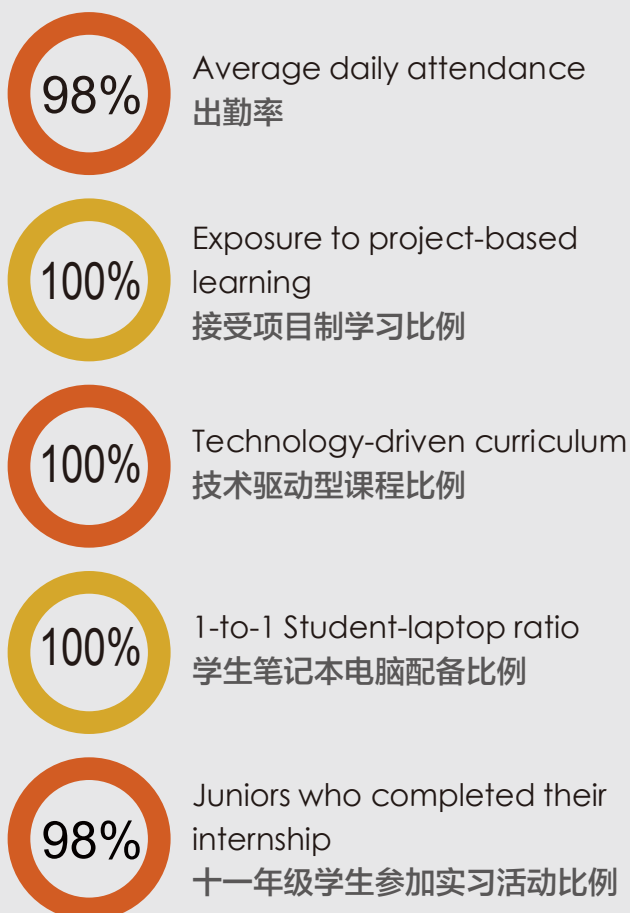 98%
Average daily attendance
出勤率
100%
Exposure to project-based
learning
接受项目制学习比例
100%
Technology-driven curriculum
技术驱动型课程比例
100%
1-to-1 Student-laptop ratio
学生笔记本电脑配备比例
98%
Juniors who completed their
internship
十一年级学生参加实习活动比例